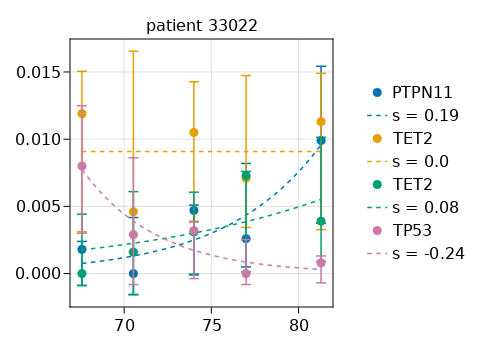 patient 33022
0.015
0.010
0.005
0.000
70
75
80
PTPN11
s = 0.19
TET2
s = 0.0
TET2
s = 0.08
TP53
s = -0.24